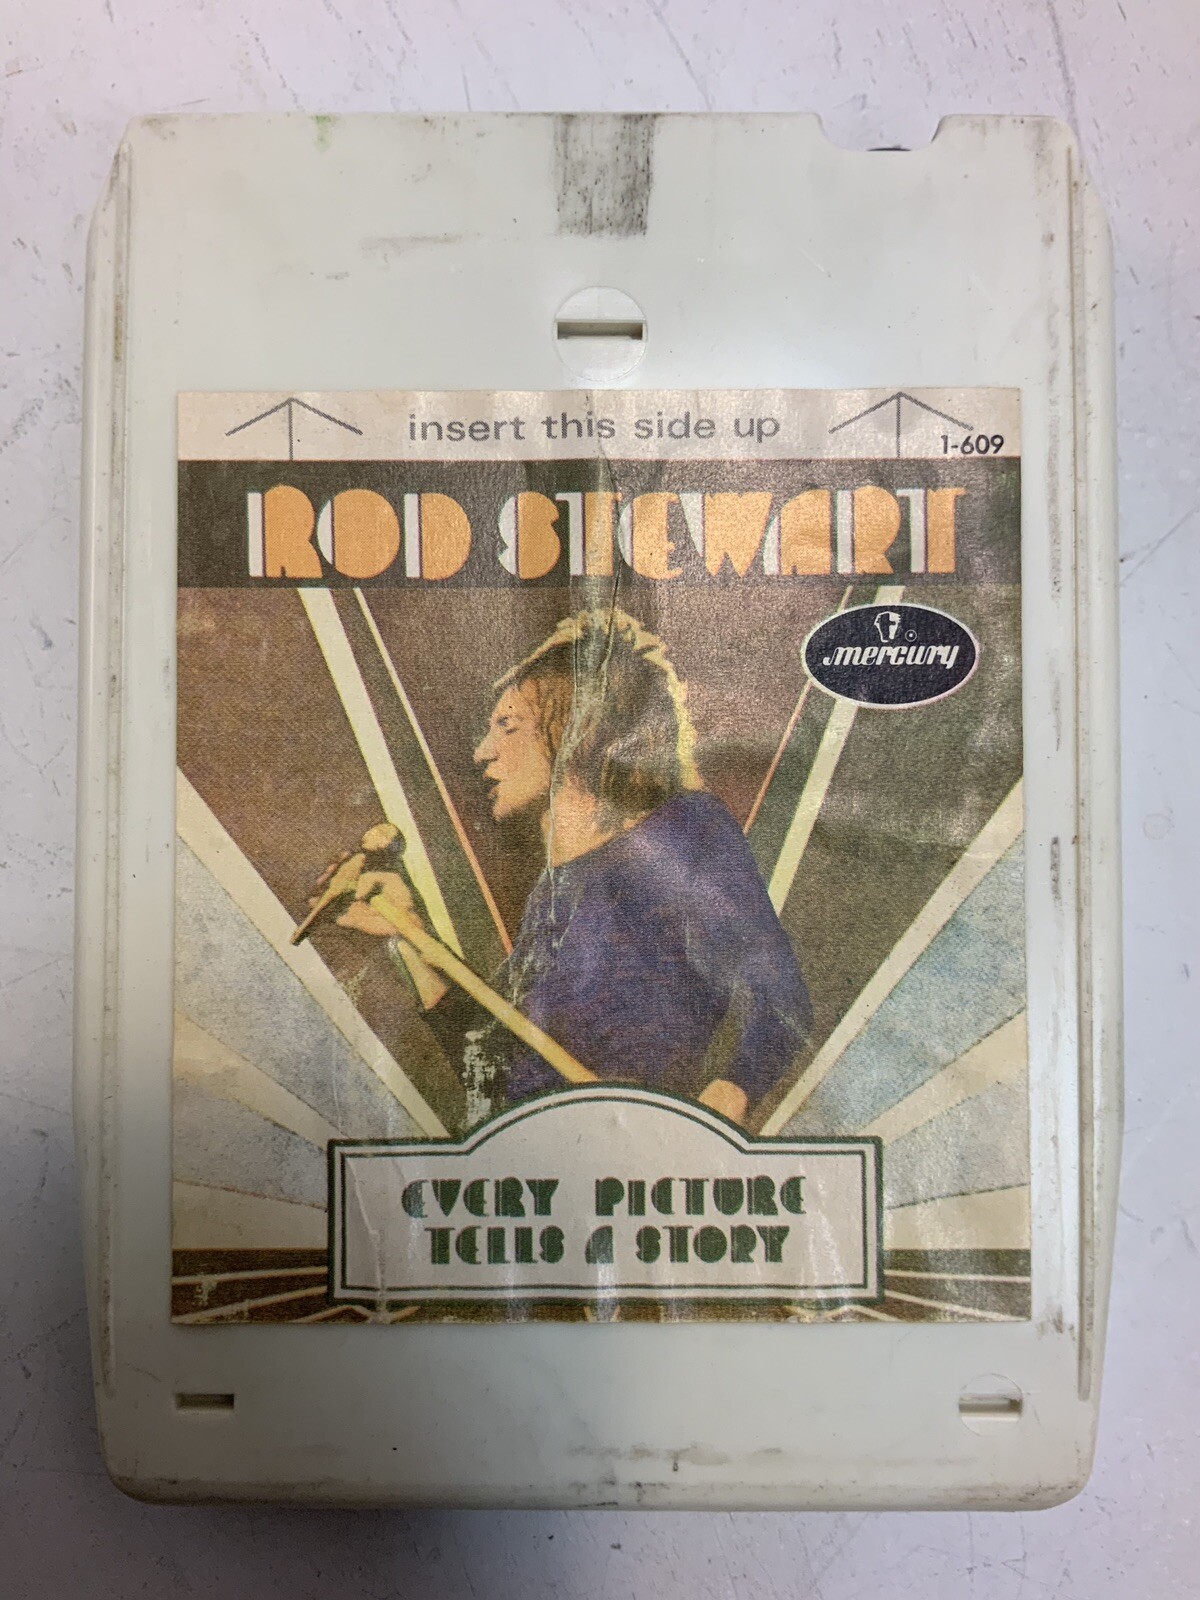 insert this side up
1-609
ROD STEWART
mercury
EVERY PICTURE
TELLS A STORY